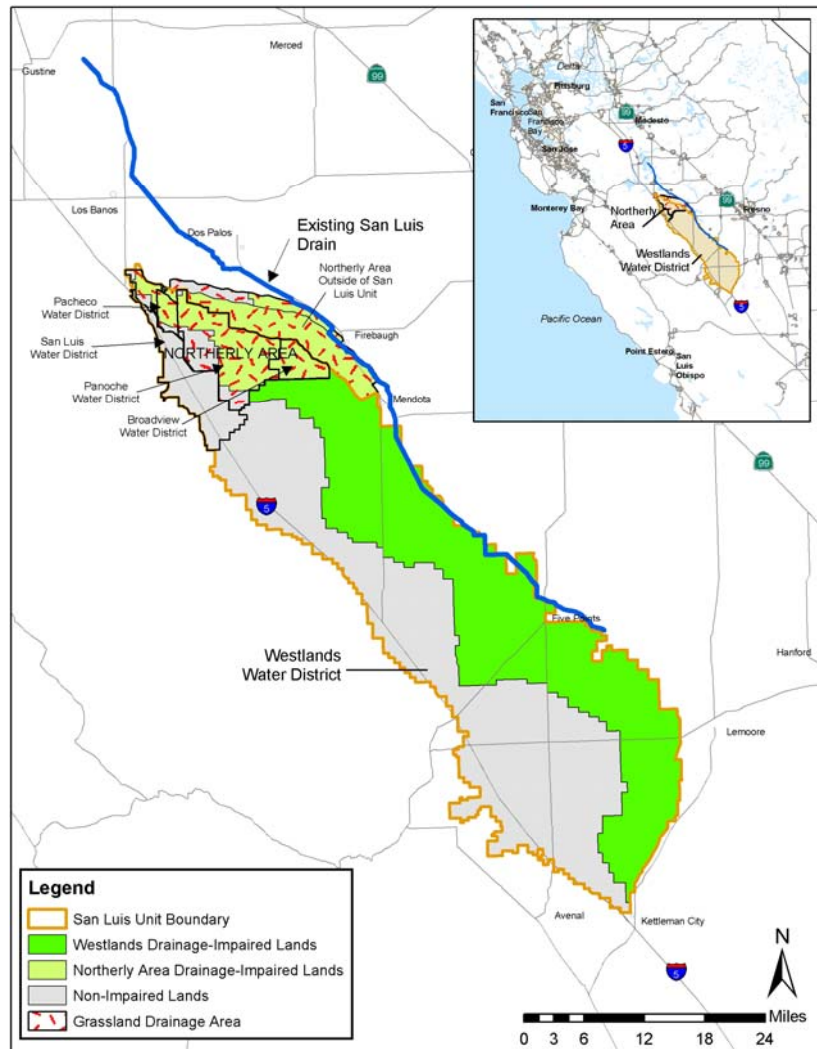 Merced
Gustine
99
Los Banos
Dos Palos
Existing San Luis
Drain
Northerly Area
Outside of San
Luis Unit
Pacheco
Water District
San Luis
Water District
Firebaugh
NORTHERLY AREA
Panoche
Water District
Mendota
Broadview
Water District
5
99
Five Points
Westlands
Water District
Hanford
Lemoore
Avenal
Kettleman City
5
Delta
Pittsburg
San
Francisco
San
Francisco
Bay
99
Modesto
5
San Jose
Monterey Bay
Northerly
Area
99
Fresno
Westlands
Water District
5
Pacific Ocean
Point Estero
San
Luis
Obispo
Legend
San Luis Unit Boundary
Westlands Drainage-Impaired Lands
Northerly Area Drainage-Impaired Lands
Non-Impaired Lands
Grassland Drainage Area
N
Miles
0 3 6 12 18 24